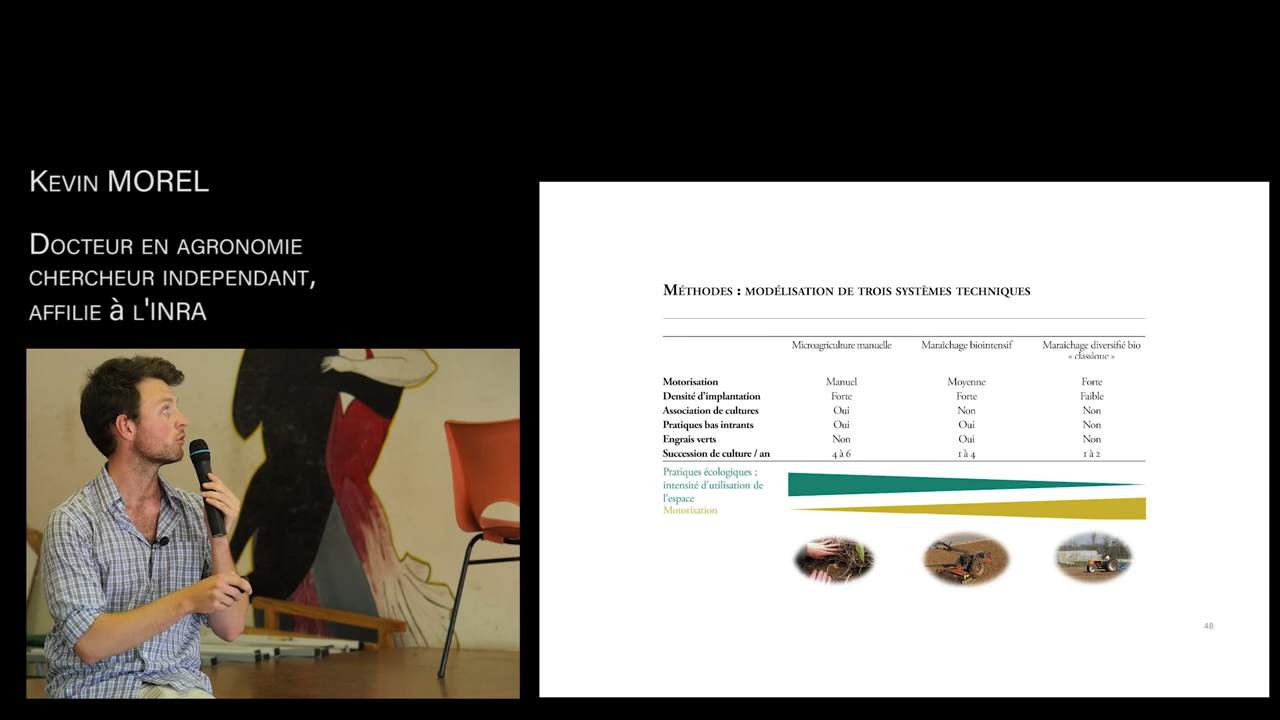 Kevin MOREL
Docteur en agronomie
chercheur independant,
affilie à l'INRA
Méthodes : modélisation de trois systèmes techniques
Microagriculture manuelle Maraîchage biointensif Maraîchage diversifié bio
« classique »
Motorisation Manuel Moyenne Forte
Densité d'implantation Forte Forte Faible
Association de cultures Oui Non Non
Pratiques bas intrants Oui Oui Non
Engrais verts Non Oui Non
Succession de culture / an 4 à 6 1 à 4 1 à 2
Pratiques écologiques ;
intensité d'utilisation de
l'espace
Motorisation
48